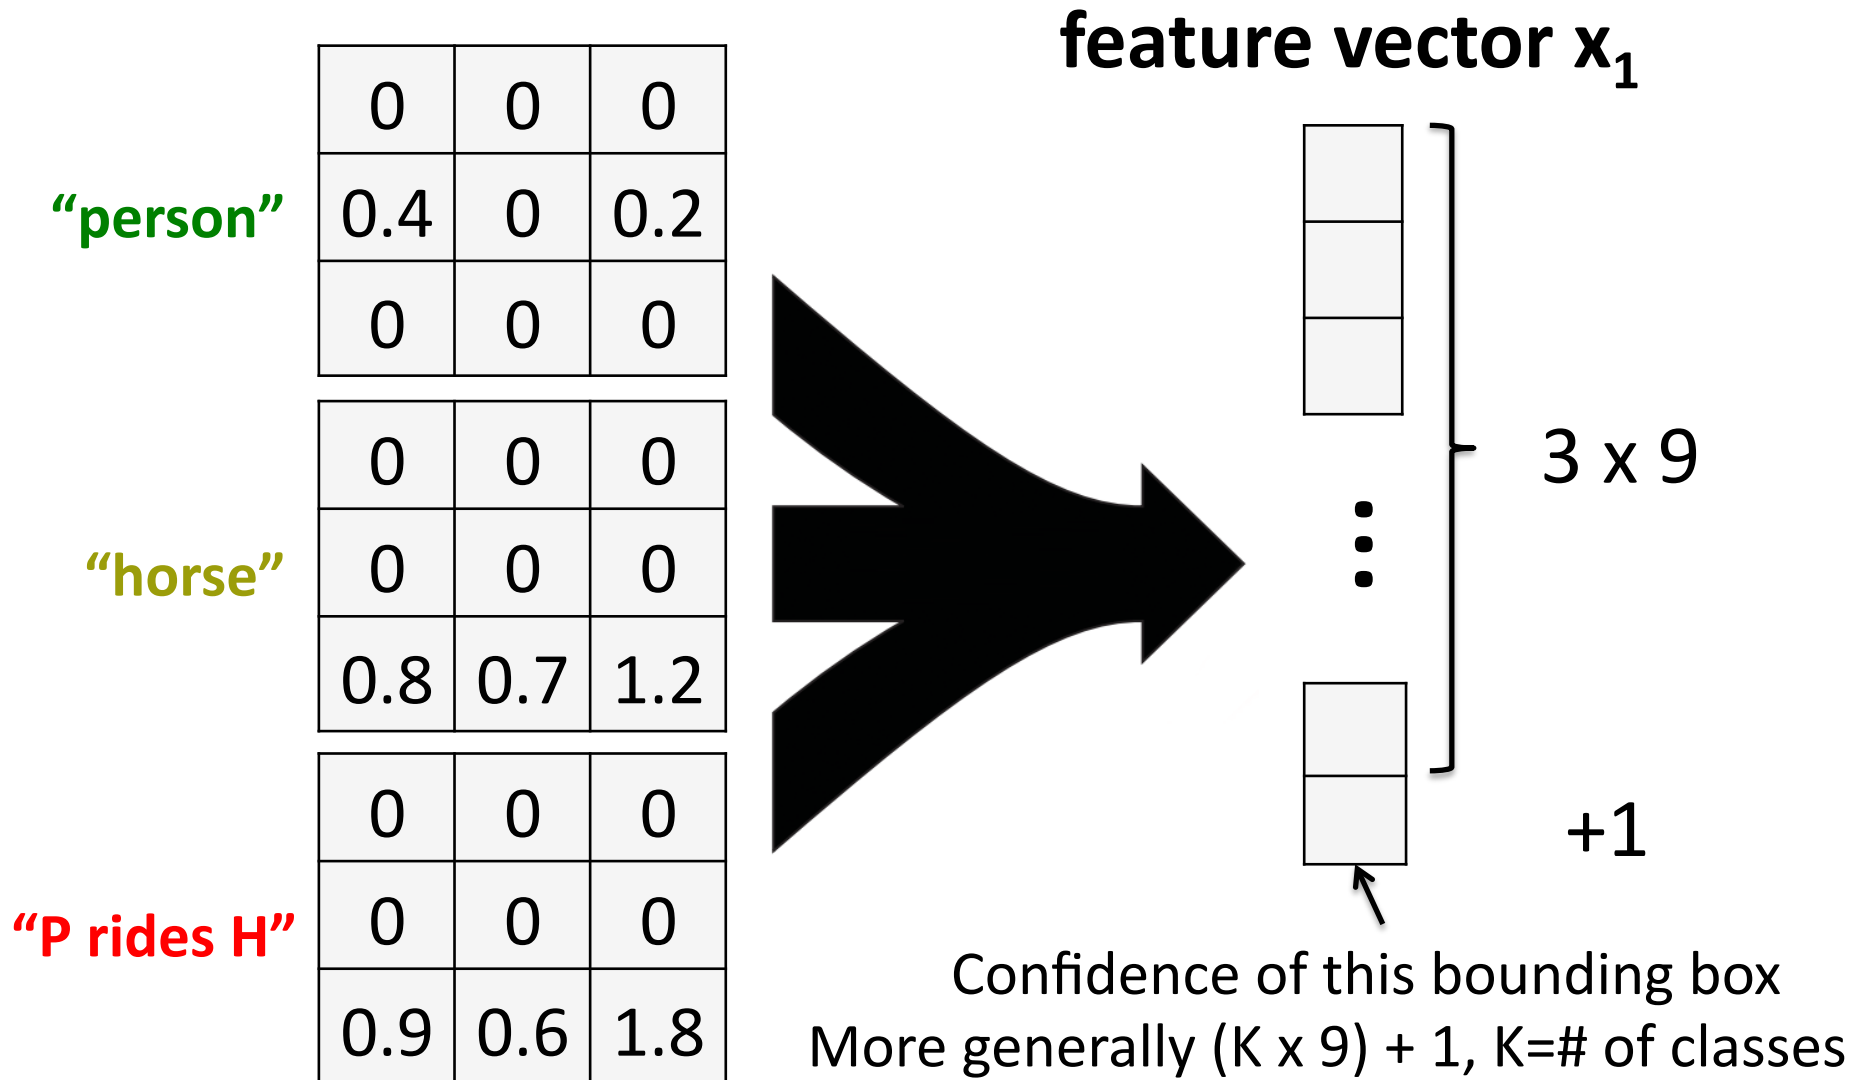 feature vector x₁
0 0 0
“person” 0.4 0 0.2
0 0 0
0 0 0
“horse” 0 0 0
0.8 0.7 1.2
0 0 0
“P rides H” 0 0 0
0.9 0.6 1.8
3 x 9
+1
Confidence of this bounding box
More generally (K x 9) + 1, K=# of classes